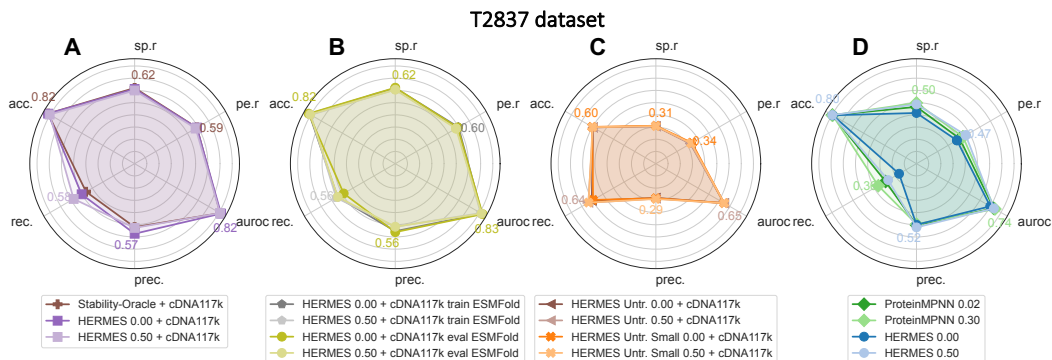 T2837 dataset
A
sp.r
acc.
pe.r
rec.
auroc
prec.
0.62
0.82
0.59
0.58
0.82
0.57
B
sp.r
acc.
pe.r
rec.
auroc
prec.
0.62
0.82
0.60
0.56
0.83
0.56
C
sp.r
acc.
pe.r
rec.
auroc
prec.
0.31
0.60
0.34
0.64
0.65
0.29
D
sp.r
acc.
pe.r
rec.
auroc
prec.
0.60
0.47
0.74
0.52
Stability-Oracle + cDNA117k
HERMES 0.00 + cDNA117k
HERMES 0.50 + cDNA117k
HERMES 0.00 + cDNA117k train ESMFold
HERMES 0.50 + cDNA117k train ESMFold
HERMES 0.00 + cDNA117k eval ESMFold
HERMES 0.50 + cDNA117k eval ESMFold
HERMES Untr. 0.00 + cDNA117k
HERMES Untr. 0.50 + cDNA117k
HERMES Untr. Small 0.00 + cDNA117k
HERMES Untr. Small 0.50 + cDNA117k
ProteinMPNN 0.02
ProteinMPNN 0.30
HERMES 0.00
HERMES 0.50